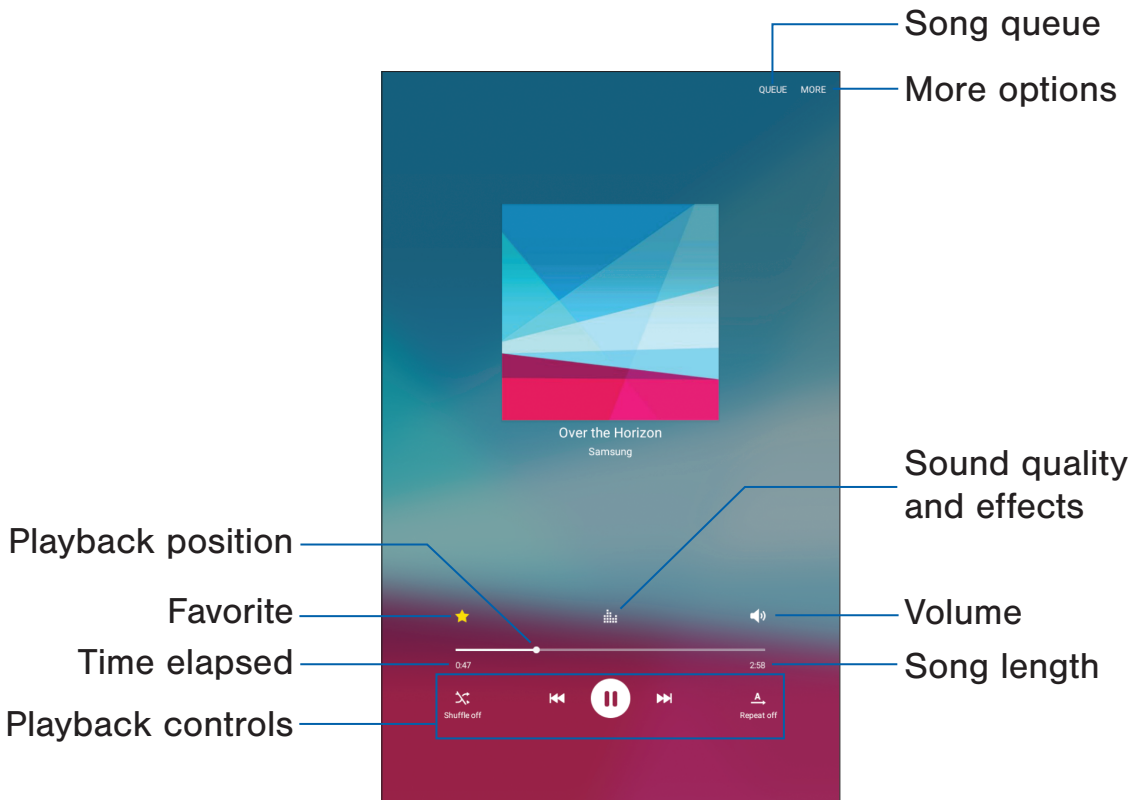 Song queue
QUEUE MORE
More options
Over the Horizon
Samsung
Sound quality
and effects
Playback position
Favorite
Volume
Time elapsed
0:47
2:58
Song length
Playback controls
Shuffle off
A
Repeat off